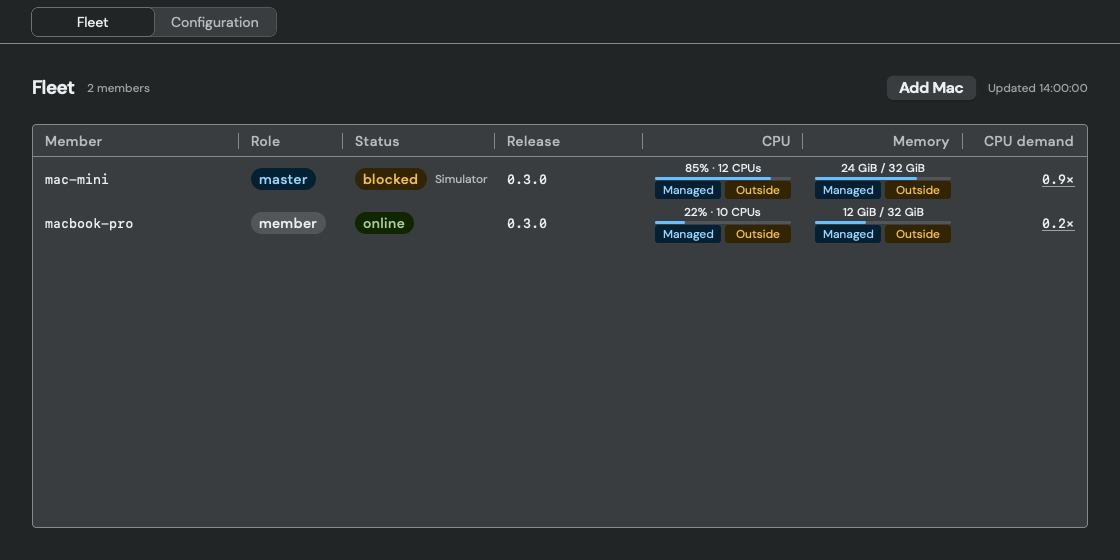 Fleet Configuration
Fleet 2 members Add Mac Updated 14:00:00
Member Role Status Release CPU Memory CPU demand
mac-mini master blocked Simulator 0.3.0 85% · 12 CPUs 24 GiB / 32 GiB 0.9×
Managed Outside Managed Outside
macbook-pro member online 0.3.0 22% · 10 CPUs 12 GiB / 32 GiB 0.2×
Managed Outside Managed Outside